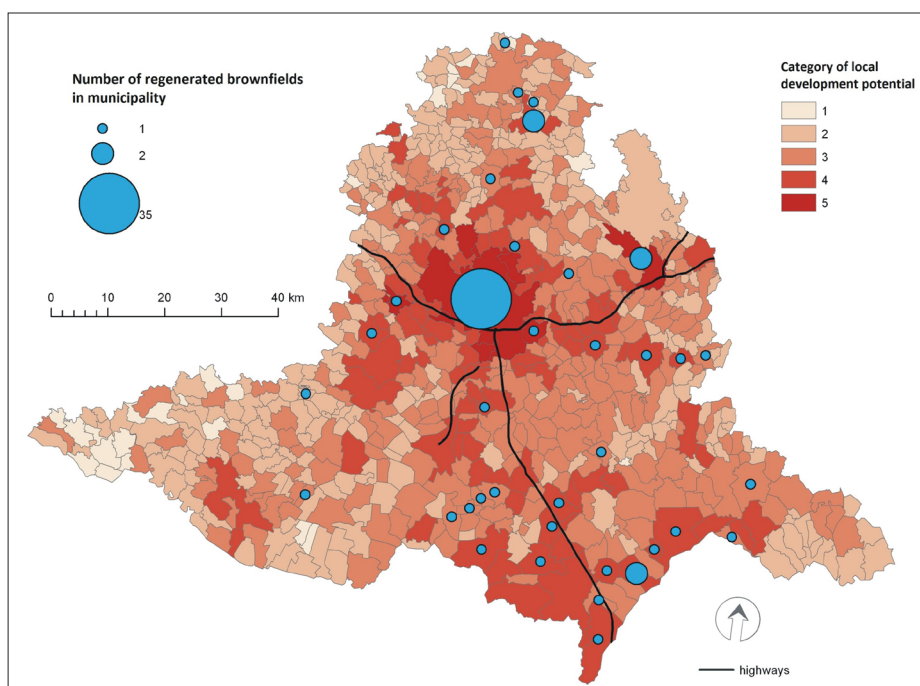 Number of regenerated brownfields
in municipality
1
2
35
0 10 20 30 40 km
Category of local
development potential
1
2
3
4
5
highways